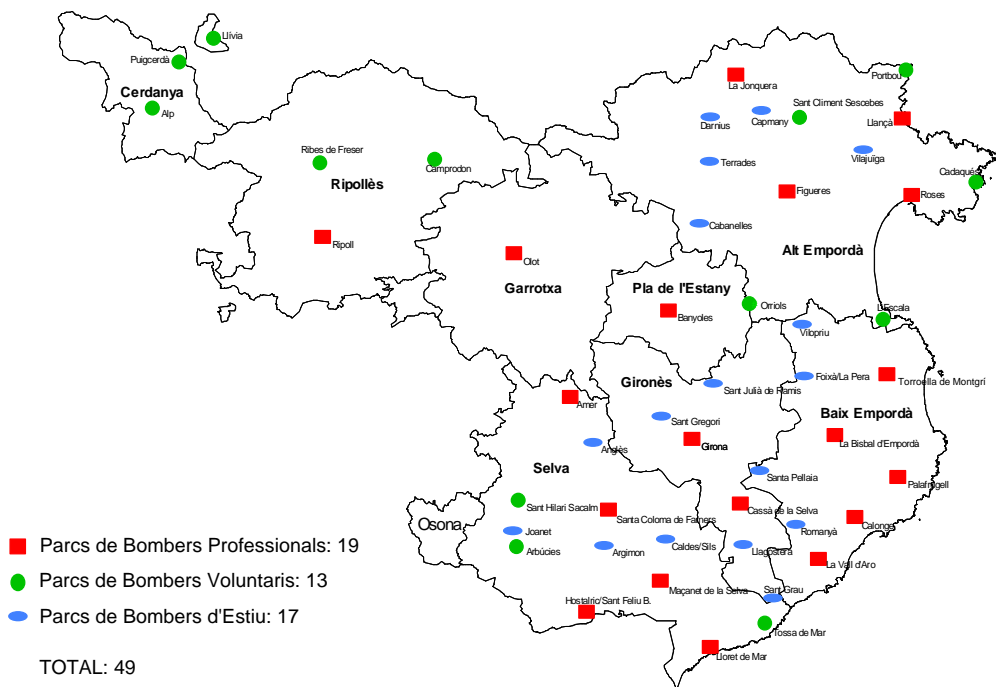 Llívia
Puigcerdà
Cerdanya
Alp
Portbou
La Jonquera
Sant Climent Sescebes
Capmany
Darnius
Llançà
Ribes de Freser
Camprodon
Ripollès
Vilajuïga
Terrades
Cadaqués
Figueres
Roses
Cabanelles
Ripoll
Olot
Alt Empordà
Garrotxa
Pla de l'Estany
Orriols
Banyoles
L'Escala
Vilopriu
Gironès
Foixà/La Pera
Torroella de Montgrí
Sant Julià de Ramis
Amer
Sant Gregori
Baix Empordà
Girona
La Bisbal d'Empordà
Anglès
Selva
Santa Pellaia
Palafrugell
Sant Hilari Sacalm
Cassà de la Selva
Santa Coloma de Farners
Calonge
Osona
Joanet
Romanyà
Caldes/Sils
Arbúcies
Argimon
Llagostera
La Vall d'Aro
Maçanet de la Selva
Sant Grau
Hostalric/Sant Feliu B.
Tossa de Mar
Lloret de Mar
Parcs de Bombers Professionals: 19
Parcs de Bombers Voluntaris: 13
Parcs de Bombers d'Estiu: 17
TOTAL: 49